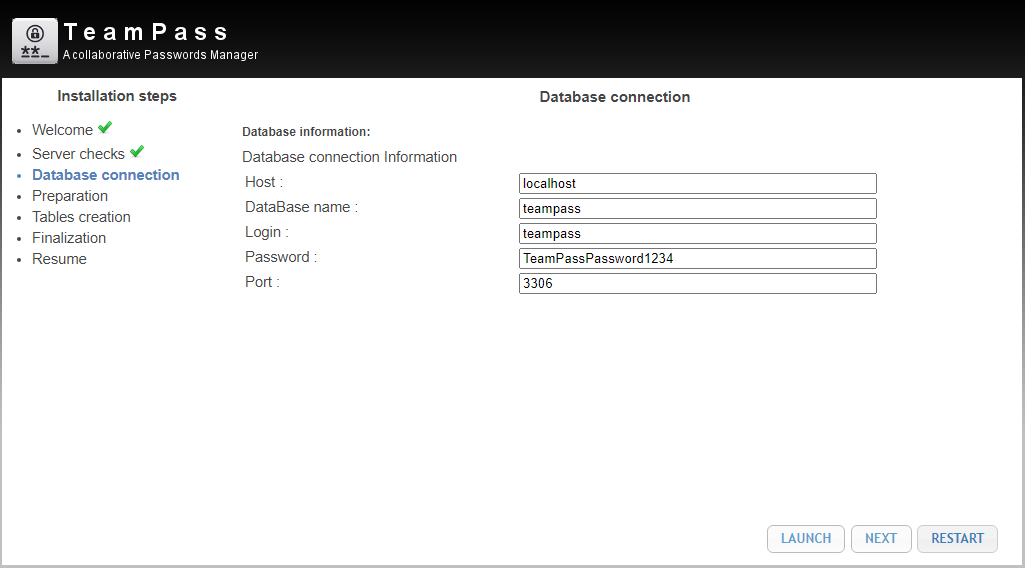 TeamPass
A collaborative Passwords Manager
Installation steps
Welcome
Server checks
Database connection
Preparation
Tables creation
Finalization
Resume
Database connection
Database information:
Database connection Information
Host : localhost
DataBase name : teampass
Login : teampass
Password : TeamPassPassword1234
Port : 3306
LAUNCH NEXT RESTART